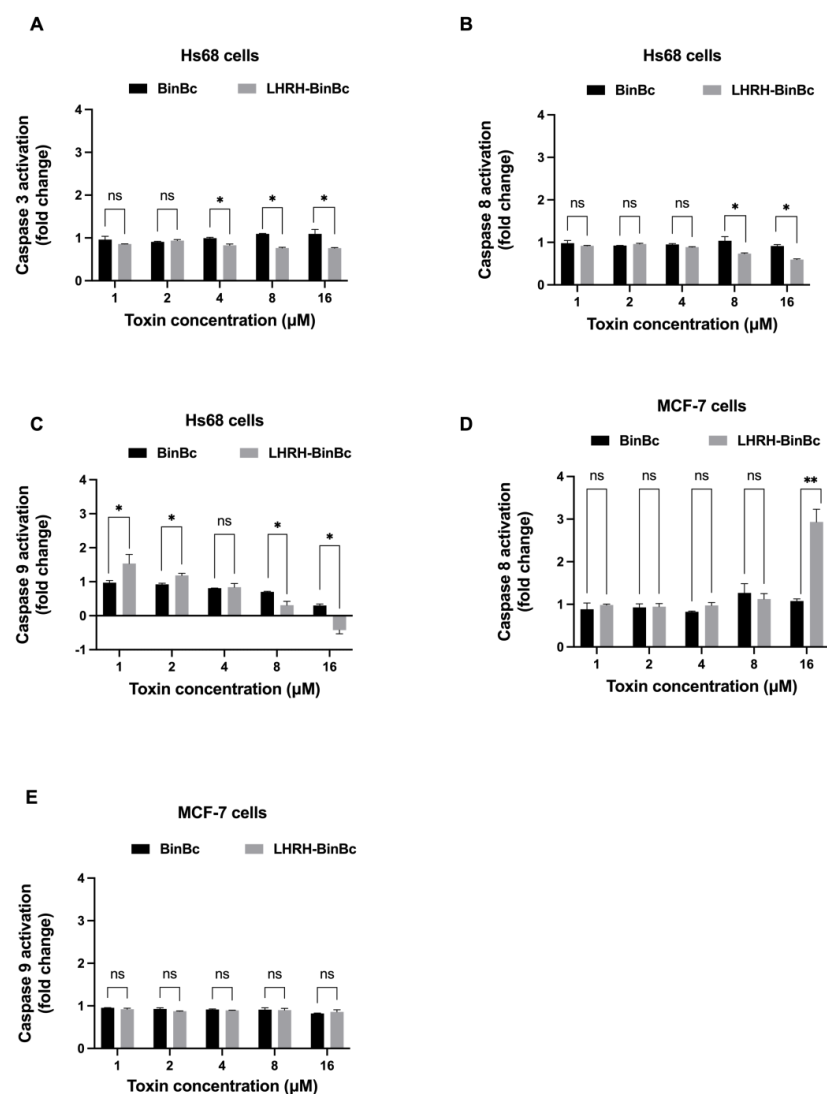 A
Hs68 cells
BinBc LHRH-BinBc
Caspase 3 activation
(fold change)
4
3
2
1
0
ns ns * * *
1 2 4 8 16
Toxin concentration (µM)
B
Hs68 cells
BinBc LHRH-BinBc
Caspase 8 activation
(fold change)
4
3
2
1
0
ns ns ns * *
1 2 4 8 16
Toxin concentration (µM)
C
Hs68 cells
BinBc LHRH-BinBc
Caspase 9 activation
(fold change)
4
3
2
1
0
-1
* * ns * *
1 2 4 8 16
Toxin concentration (µM)
D
MCF-7 cells
BinBc LHRH-BinBc
Caspase 8 activation
(fold change)
4
3
2
1
0
ns ns ns ns **
1 2 4 8 16
Toxin concentration (µM)
E
MCF-7 cells
BinBc LHRH-BinBc
Caspase 9 activation
(fold change)
4
3
2
1
0
ns ns ns ns ns
1 2 4 8 16
Toxin concentration (µM)